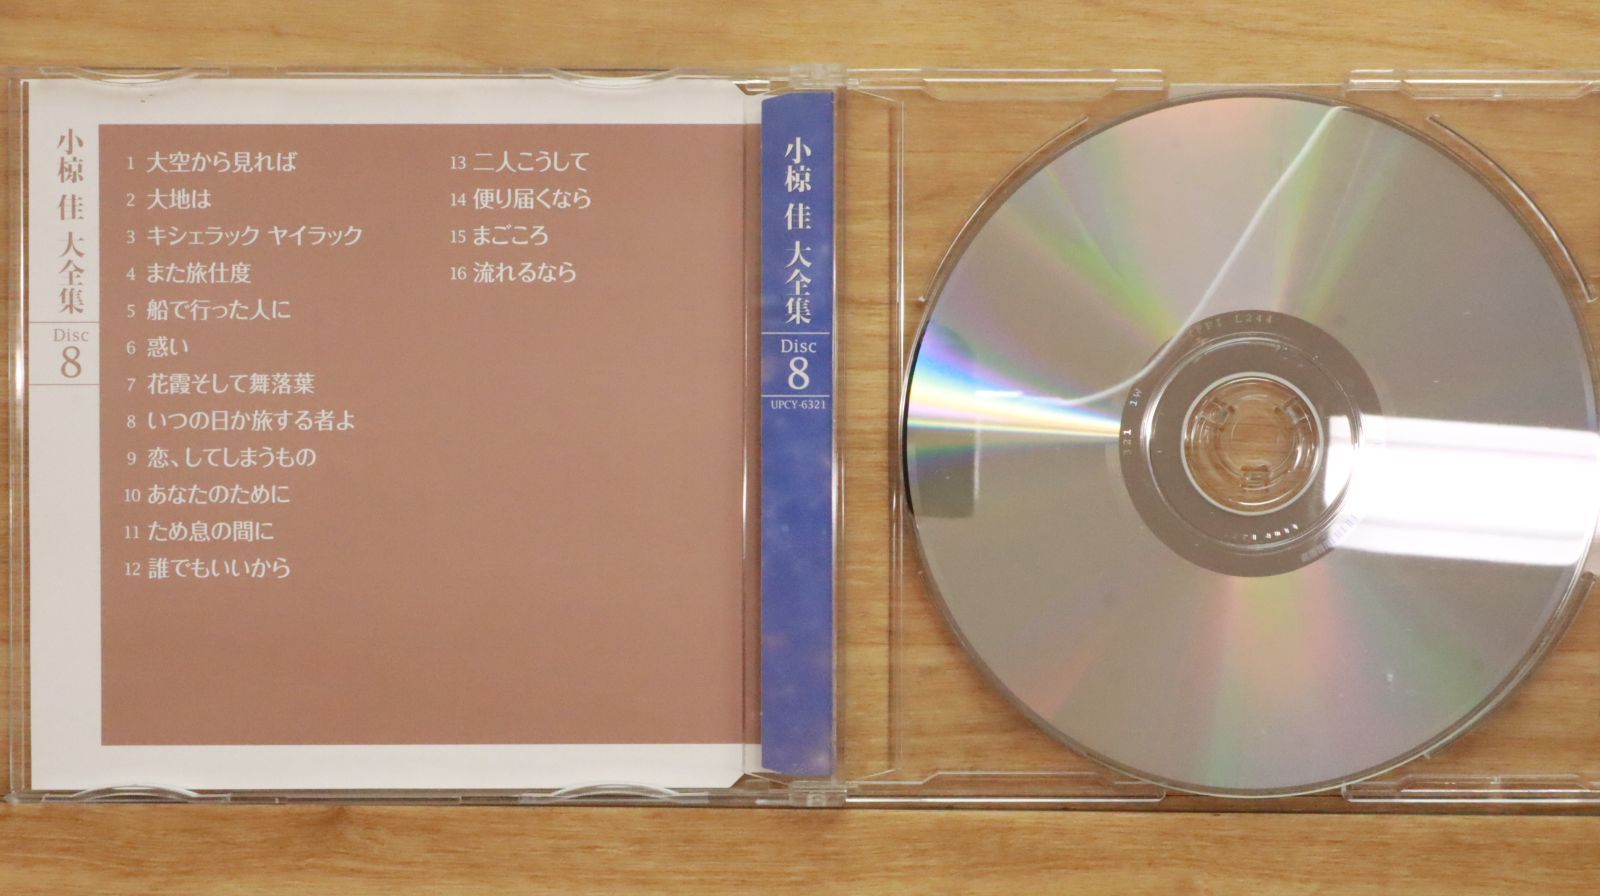 小椋 佳 大全集
Disc
8
1 大空から見れば
2 大地は
3 キシェラック ヤイラック
4 また旅仕度
5 船で行った人に
6 惑い
7 花霞そして舞落葉
8 いつの日か旅する者よ
9 恋、してしまうもの
10 あなたのために
11 ため息の間に
12 誰でもいいから
13 二人こうして
14 便り届くなら
15 まごころ
16 流れるなら
小椋 佳 大全集
Disc
8
UPCY-6321
L244
321 1W